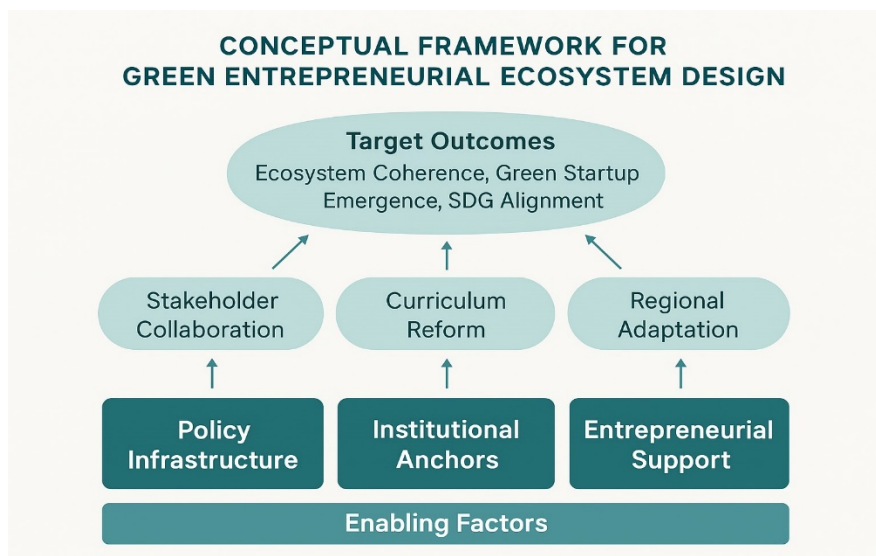 CONCEPTUAL FRAMEWORK FOR
GREEN ENTREPRENEURIAL ECOSYSTEM DESIGN
Target Outcomes
Ecosystem Coherence, Green Startup
Emergence, SDG Alignment
Stakeholder
Collaboration
Curriculum
Reform
Regional
Adaptation
Policy
Infrastructure
Institutional
Anchors
Entrepreneurial
Support
Enabling Factors